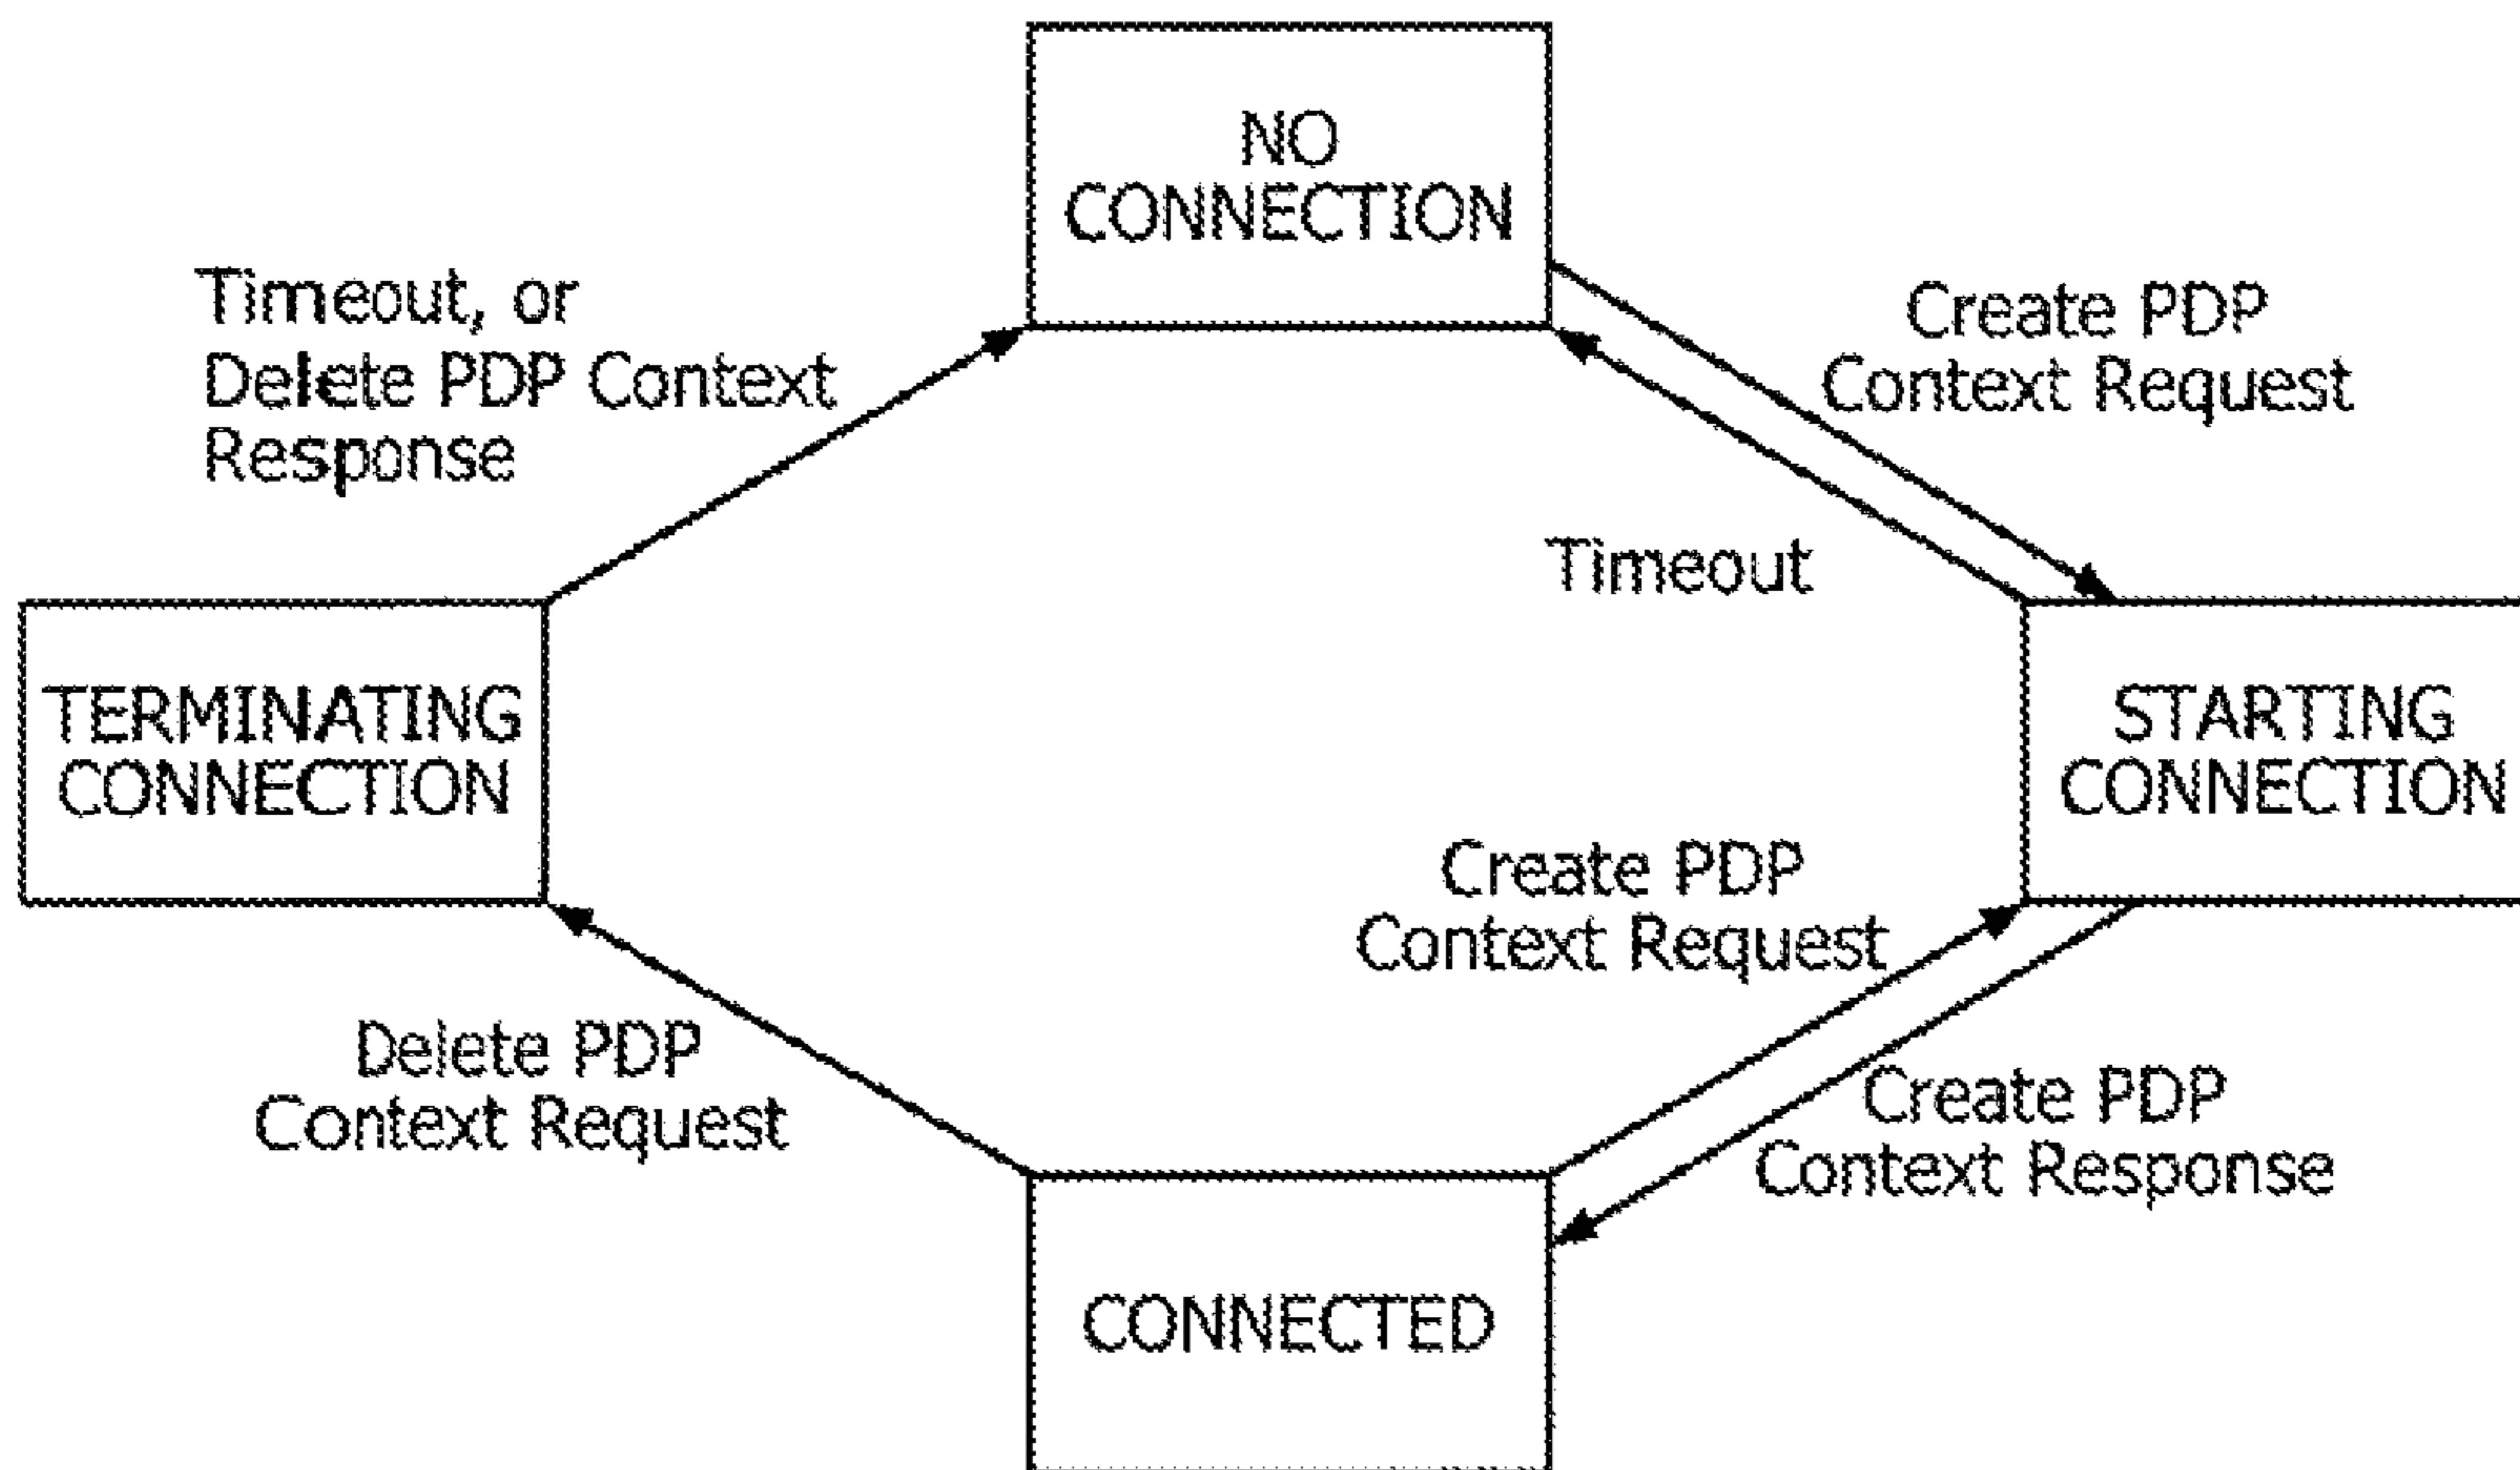 NO
CONNECTION
Timeout, or
Delete PDP Context
Response
Create PDP
Context Request
Timeout
TERMINATING
CONNECTION
STARTING
CONNECTION
Create PDP
Context Request
Delete PDP
Context Request
Create PDP
Context Response
CONNECTED